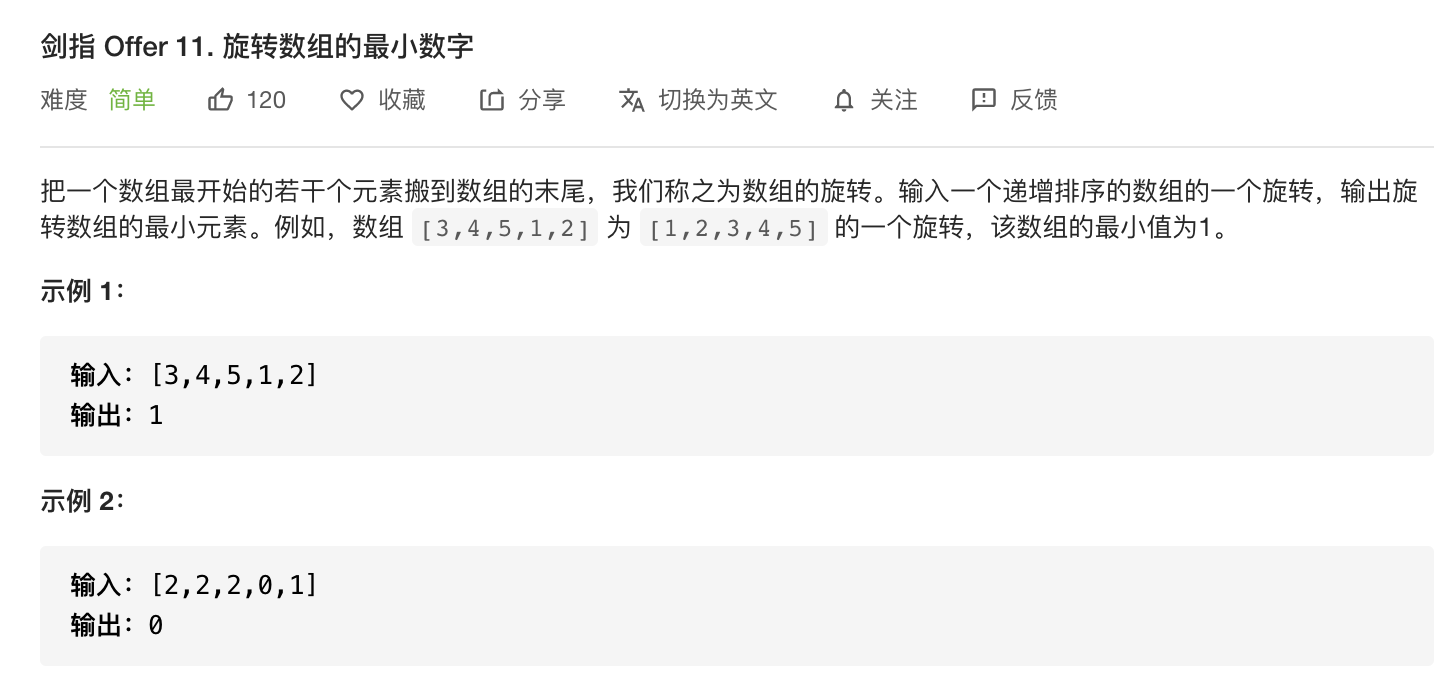 剑指 Offer 11. 旋转数组的最小数字
难度 简单 120 收藏 分享 切换为英文 关注 反馈
把一个数组最开始的若干个元素搬到数组的末尾，我们称之为数组的旋转。输入一个递增排序的数组的一个旋转，输出旋
转数组的最小元素。例如，数组 [3,4,5,1,2] 为 [1,2,3,4,5] 的一个旋转，该数组的最小值为1。
示例 1：
输入：[3,4,5,1,2]
输出：1
示例 2：
输入：[2,2,2,0,1]
输出：0